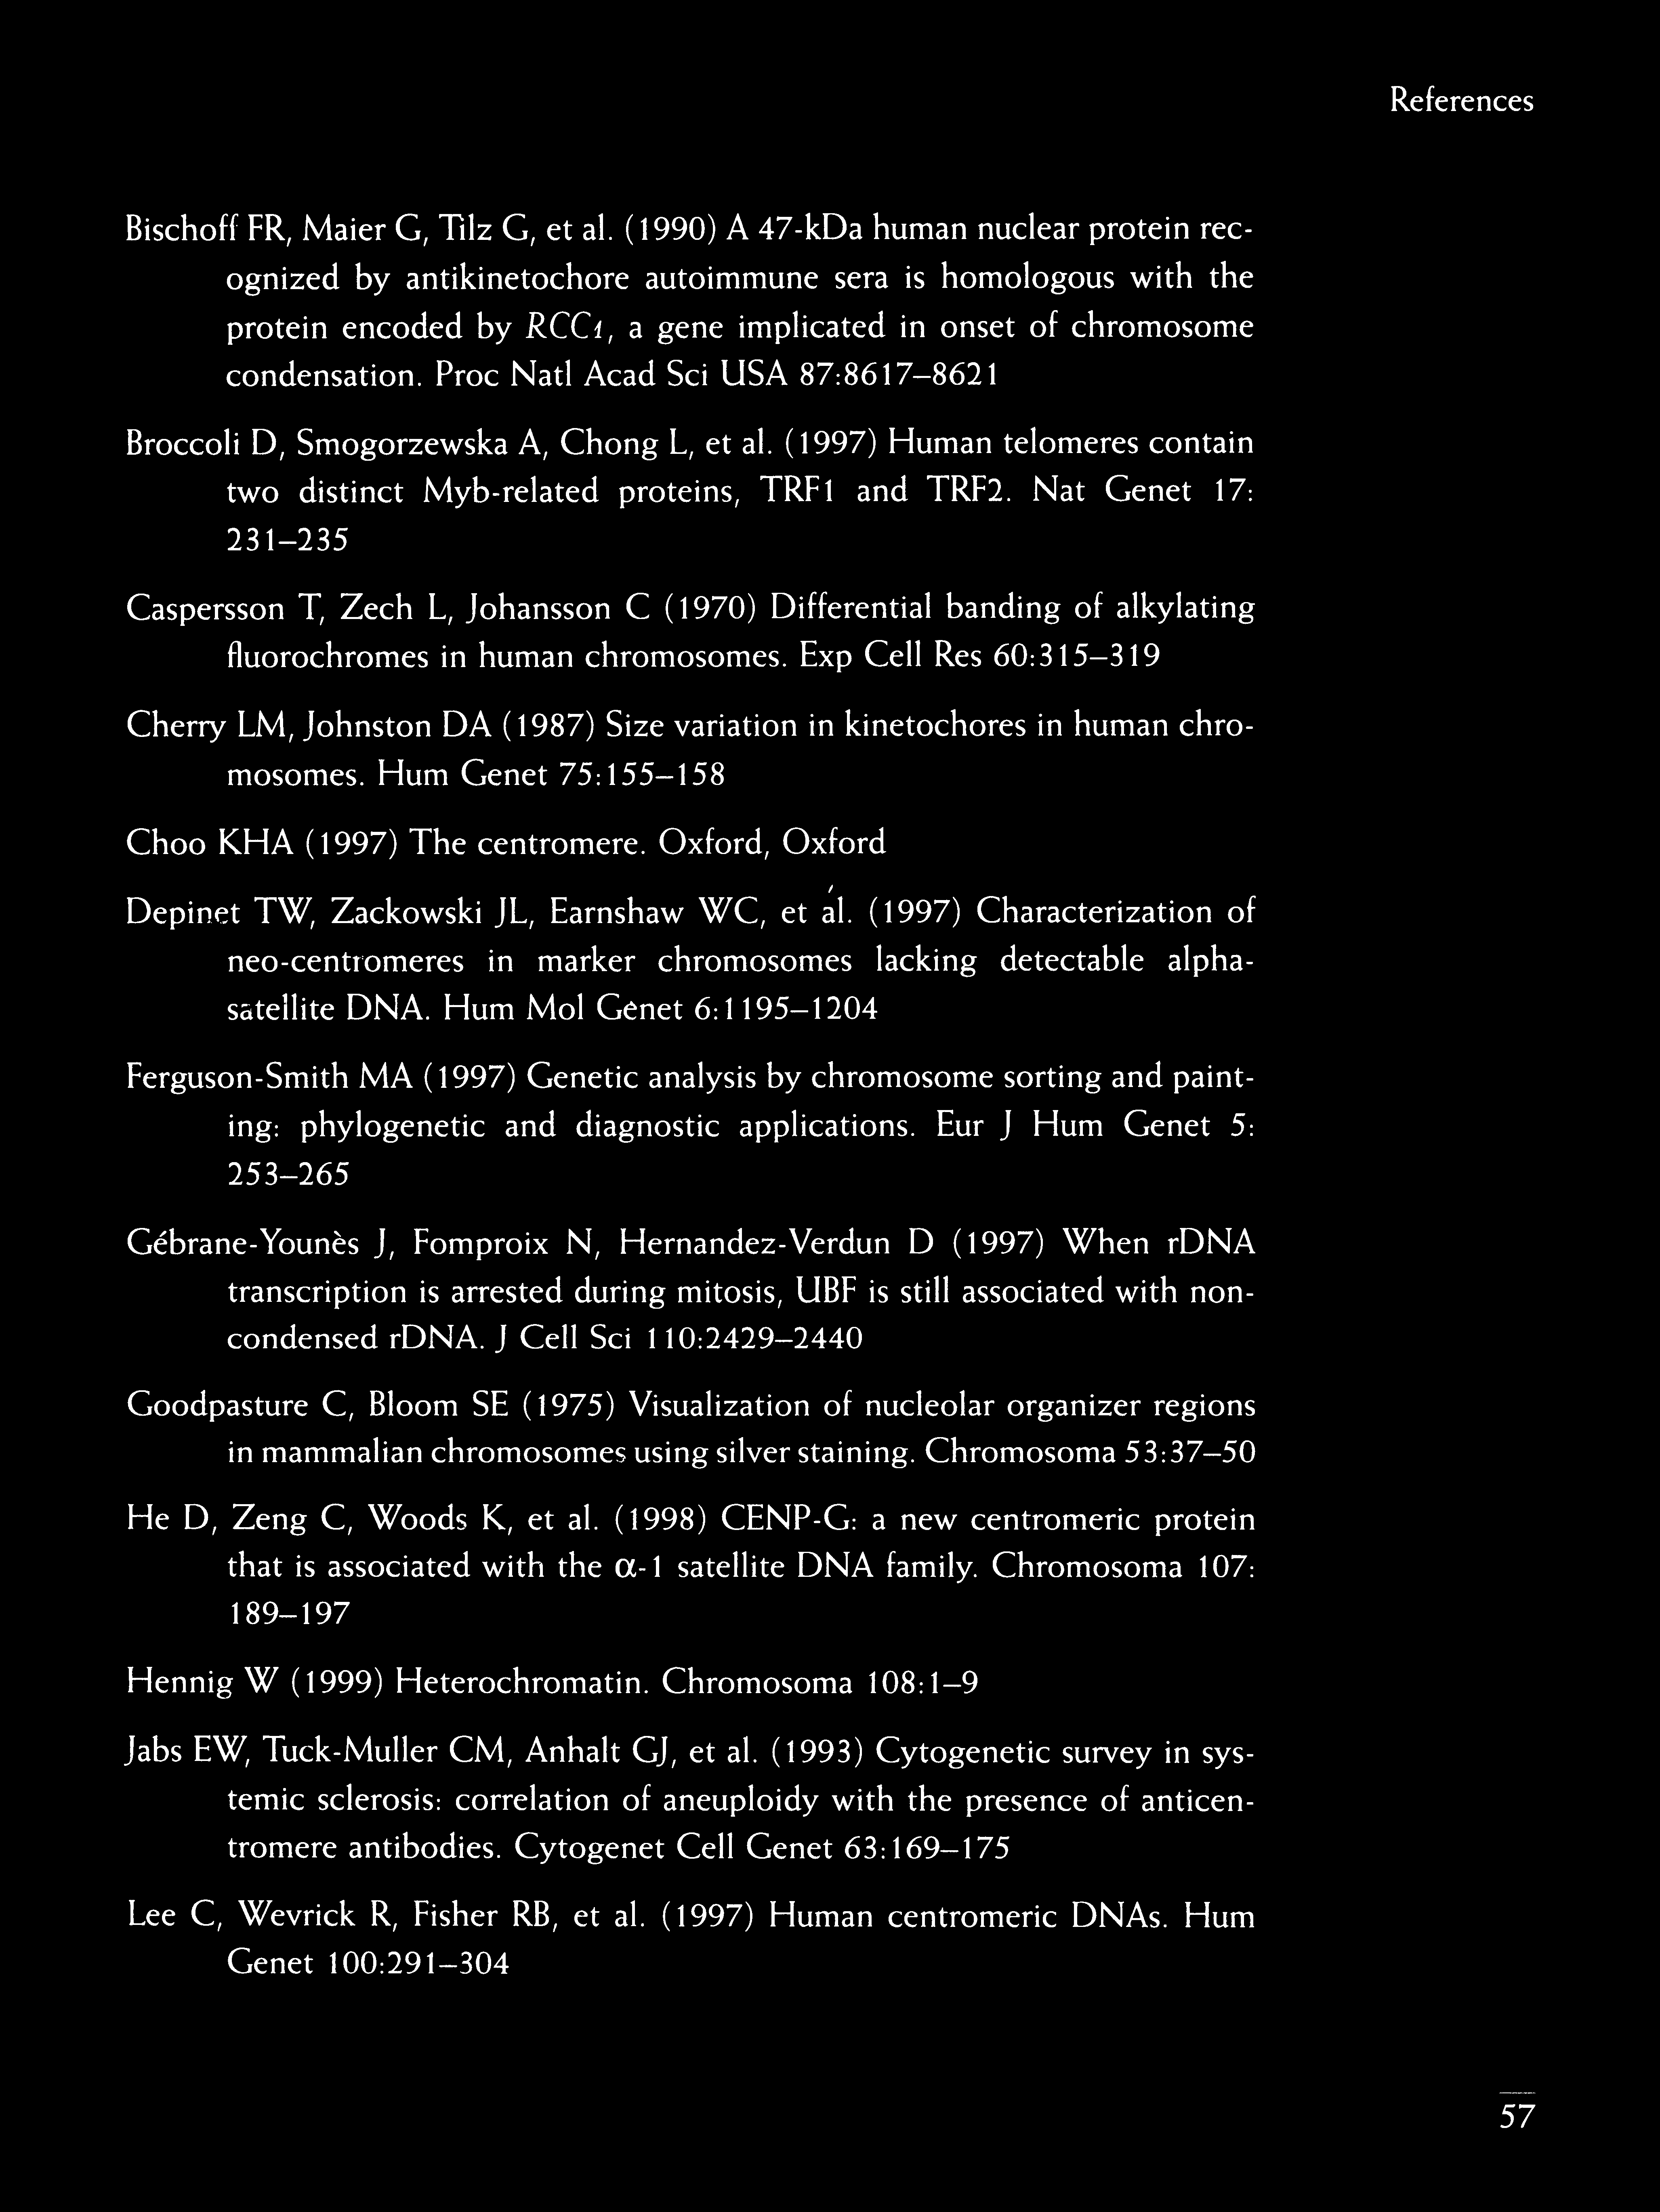 References
Bischoff FR, Maier G, Tilz G, et al. (1990) A 47-kDa human nuclear protein rec-
ognized by antikinetochore autoimmune sera is homologous with the
protein encoded by RCC1, a gene implicated in onset of chromosome
condensation. Proc Natl Acad Sci USA 87:8617–8621
Broccoli D, Smogorzewska A, Chong L, et al. (1997) Human telomeres contain
two distinct Myb-related proteins, TRF1 and TRF2. Nat Genet 17:
231–235
Caspersson T, Zech L, Johansson C (1970) Differential banding of alkylating
fluorochromes in human chromosomes. Exp Cell Res 60:315–319
Cherry LM, Johnston DA (1987) Size variation in kinetochores in human chro-
mosomes. Hum Genet 75:155–158
Choo KHA (1997) The centromere. Oxford, Oxford
Depinet TW, Zackowski JL, Earnshaw WC, et al. (1997) Characterization of
neo-centromeres in marker chromosomes lacking detectable alpha-
satellite DNA. Hum Mol Genet 6:1195–1204
Ferguson-Smith MA (1997) Genetic analysis by chromosome sorting and paint-
ing: phylogenetic and diagnostic applications. Eur J Hum Genet 5:
253–265
Gébrane-Younès J, Fomproix N, Hernandez-Verdun D (1997) When rDNA
transcription is arrested during mitosis, UBF is still associated with non-
condensed rDNA. J Cell Sci 110:2429–2440
Goodpasture C, Bloom SE (1975) Visualization of nucleolar organizer regions
in mammalian chromosomes using silver staining. Chromosoma 53:37–50
He D, Zeng C, Woods K, et al. (1998) CENP-G: a new centromeric protein
that is associated with the α-1 satellite DNA family. Chromosoma 107:
189–197
Hennig W (1999) Heterochromatin. Chromosoma 108:1–9
Jabs EW, Tuck-Muller CM, Anhalt GJ, et al. (1993) Cytogenetic survey in sys-
temic sclerosis: correlation of aneuploidy with the presence of anticen-
tromere antibodies. Cytogenet Cell Genet 63:169–175
Lee C, Wevrick R, Fisher RB, et al. (1997) Human centromeric DNAs. Hum
Genet 100:291–304
57